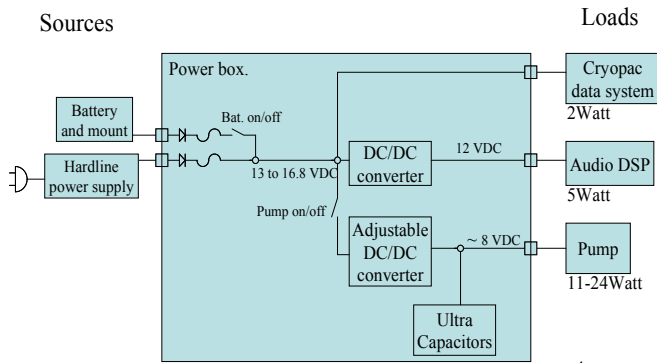 Sources
Loads
Power box.
Cryopac
data system
2Watt
Battery
and mount
Bat. on/off
Hardline
power supply
13 to 16.8 VDC
DC/DC
converter
12 VDC
Audio DSP
5Watt
Pump on/off
Adjustable
DC/DC
converter
~ 8 VDC
Pump
11-24Watt
Ultra
Capacitors